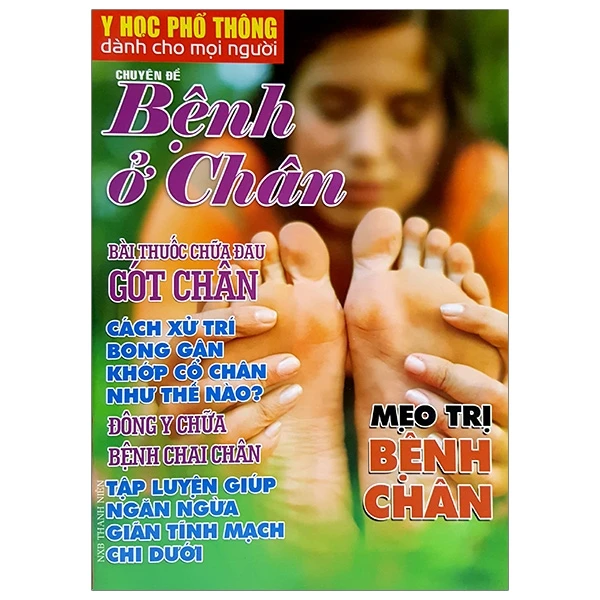 Y HỌC PHỔ THÔNG
dành cho mọi người
CHUYÊN ĐỀ
Bệnh
ở Chân
BÀI THUỐC CHỮA ĐAU
GÓT CHÂN
CÁCH XỬ TRÍ
BONG GÂN
KHỚP CỔ CHÂN
NHƯ THẾ NÀO?
ĐÔNG Y CHỮA
BỆNH CHAI CHÂN
TẬP LUYỆN GIÚP
NGĂN NGỪA
GIÃN TĨNH MẠCH
CHI DƯỚI
MẸO TRỊ
BỆNH
CHÂN
NXB THANH NIÊN